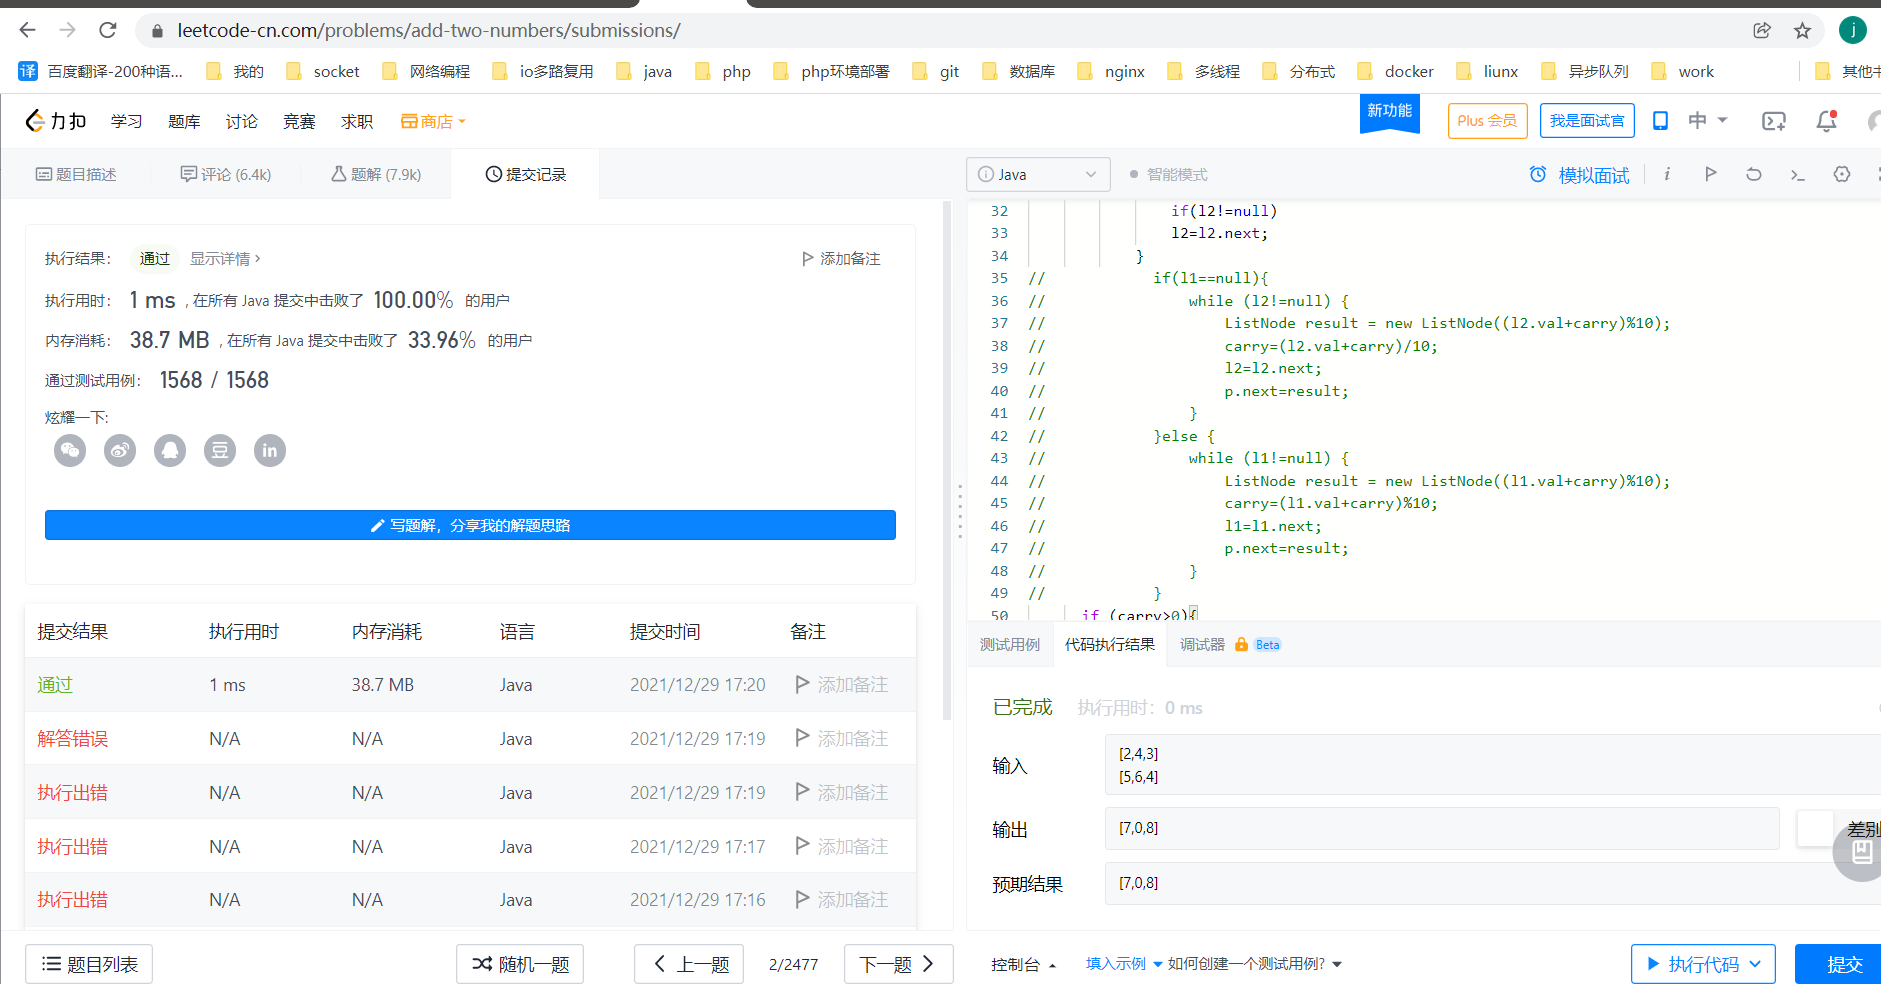 leetcode-cn.com/problems/add-two-numbers/submissions/
j
译 百度翻译-200种语... 我的 socket 网络编程 io多路复用 java php php环境部署 git 数据库 nginx 多线程 分布式 docker liunx 异步队列 work 其他书
力扣 学习 题库 讨论 竞赛 求职 商店 新功能 Plus 会员 我是面试官 中
题目描述 评论 (6.4k) 题解 (7.9k) 提交记录
执行结果： 通过 显示详情 › 添加备注
执行用时： 1 ms , 在所有 Java 提交中击败了 100.00% 的用户
内存消耗： 38.7 MB , 在所有 Java 提交中击败了 33.96% 的用户
通过测试用例： 1568 / 1568
炫耀一下:
豆 in
写题解，分享我的解题思路
提交结果 执行用时 内存消耗 语言 提交时间 备注
通过 1 ms 38.7 MB Java 2021/12/29 17:20 添加备注
解答错误 N/A N/A Java 2021/12/29 17:19 添加备注
执行出错 N/A N/A Java 2021/12/29 17:19 添加备注
执行出错 N/A N/A Java 2021/12/29 17:17 添加备注
执行出错 N/A N/A Java 2021/12/29 17:16 添加备注
题目列表 随机一题 上一题 2/2477 下一题
Java 智能模式 模拟面试 i
32 if(l2!=null)
33 l2=l2.next;
34 }
35 // if(l1==null){
36 // while (l2!=null) {
37 // ListNode result = new ListNode((l2.val+carry)%10);
38 // carry=(l2.val+carry)/10;
39 // l2=l2.next;
40 // p.next=result;
41 // }
42 // }else {
43 // while (l1!=null) {
44 // ListNode result = new ListNode((l1.val+carry)%10);
45 // carry=(l1.val+carry)%10;
46 // l1=l1.next;
47 // p.next=result;
48 // }
49 // }
50 if (carry>0){
测试用例 代码执行结果 调试器 Beta
已完成 执行用时：0 ms
输入 [2,4,3]
[5,6,4]
输出 [7,0,8] 差别
预期结果 [7,0,8]
控制台 填入示例 如何创建一个测试用例? 执行代码 提交